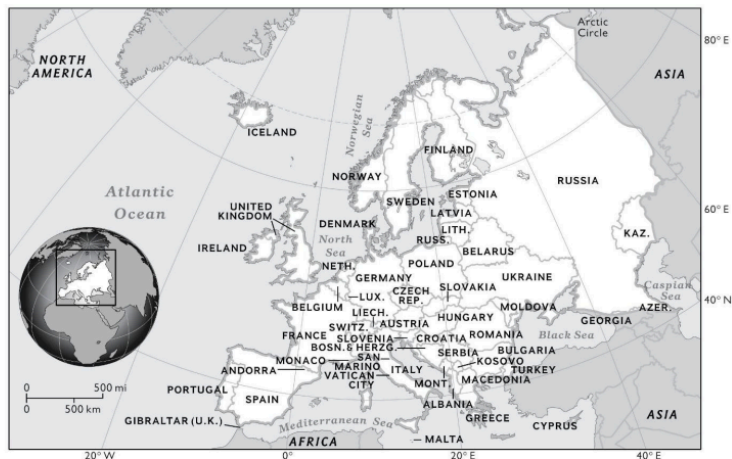 Arctic
Circle
80° E
NORTH
AMERICA
ASIA
Norwegian
Sea
ICELAND
FINLAND
NORWAY
RUSSIA
Atlantic
Ocean
SWEDEN
ESTONIA
UNITED
KINGDOM
DENMARK
LATVIA
60° E
LITH.
KAZ.
IRELAND
North
Sea
RUSS.
BELARUS
NETH.
POLAND
GERMANY
UKRAINE
BELGIUM
LUX.
CZECH
REP.
SLOVAKIA
Caspian
Sea
LIECH.
MOLDOVA
AZER.
40° N
SWITZ.
AUSTRIA
HUNGARY
GEORGIA
FRANCE
SLOVENIA
CROATIA
ROMANIA
Black Sea
BOSN. & HERZG.
SERBIA
BULGARIA
MONACO
SAN
MARINO
KOSOVO
ANDORRA
ITALY
TURKEY
VATICAN
CITY
MONT.
MACEDONIA
0 500 mi
0 500 km
PORTUGAL
SPAIN
ALBANIA
GREECE
ASIA
GIBRALTAR (U.K.)
Mediterranean Sea
CYPRUS
AFRICA
MALTA
20° W
0°
20° E
40° E